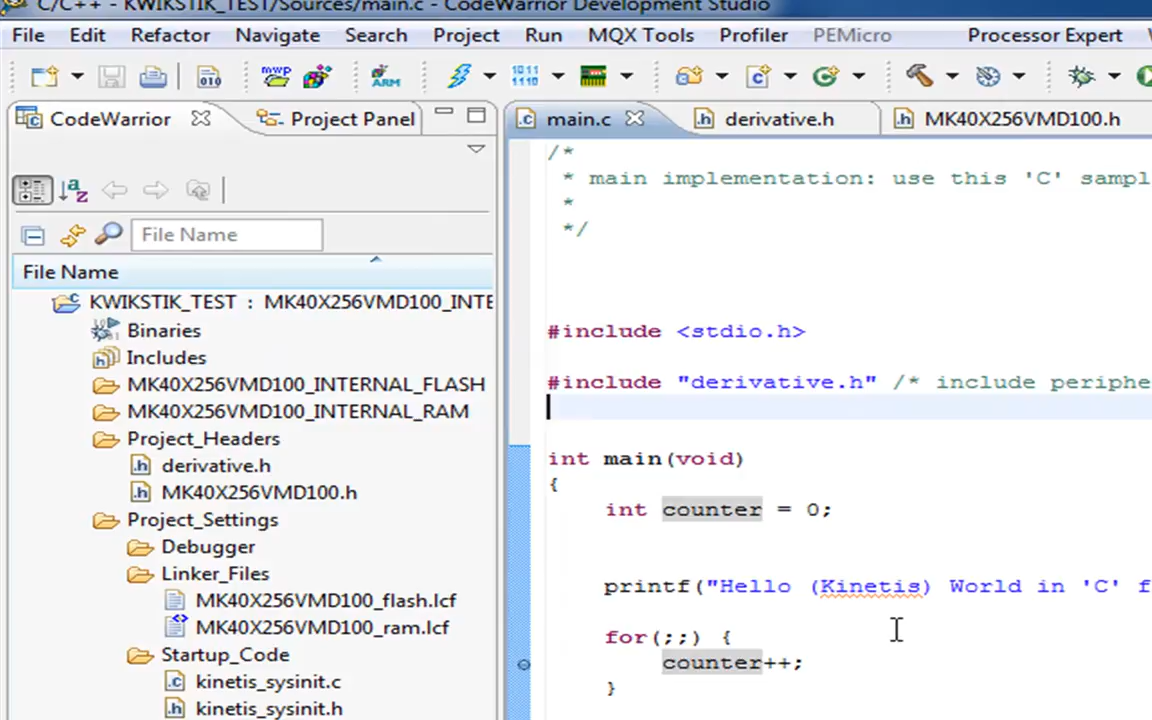 C/C++ - KWIKSTIK_TEST/Sources/main.c - CodeWarrior Development Studio
File Edit Refactor Navigate Search Project Run MQX Tools Profiler PEMicro Processor Expert
CodeWarrior Project Panel main.c derivative.h MK40X256VMD100.h
File Name
File Name
KWIKSTIK_TEST : MK40X256VMD100_INTE
Binaries
Includes
MK40X256VMD100_INTERNAL_FLASH
MK40X256VMD100_INTERNAL_RAM
Project_Headers
derivative.h
MK40X256VMD100.h
Project_Settings
Debugger
Linker_Files
MK40X256VMD100_flash.lcf
MK40X256VMD100_ram.lcf
Startup_Code
kinetis_sysinit.c
kinetis_sysinit.h
/*
* main implementation: use this 'C' sampl
*
*/
#include <stdio.h>
#include "derivative.h" /* include periphe
int main(void)
{
int counter = 0;
printf("Hello (Kinetis) World in 'C' f
for(;;) {
counter++;
}